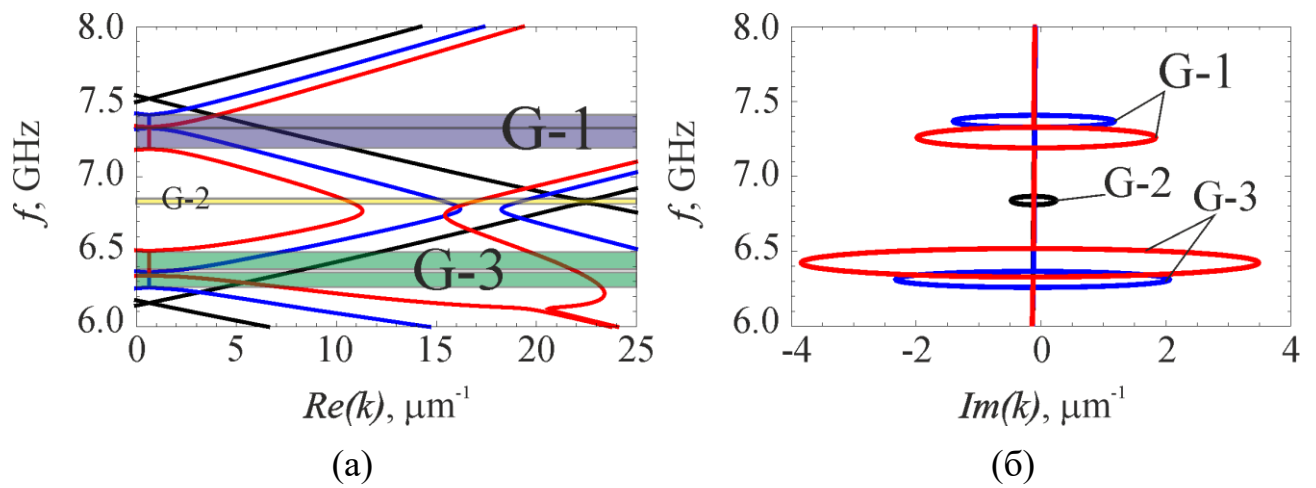 8.0
7.5
7.0
6.5
6.0
f, GHz
G-1
G-2
G-3
0 5 10 15 20 25
Re(k), μm⁻¹
(а)
8.0
7.5
7.0
6.5
6.0
f, GHz
G-1
G-2
G-3
-4 -2 0 2 4
Im(k), μm⁻¹
(б)